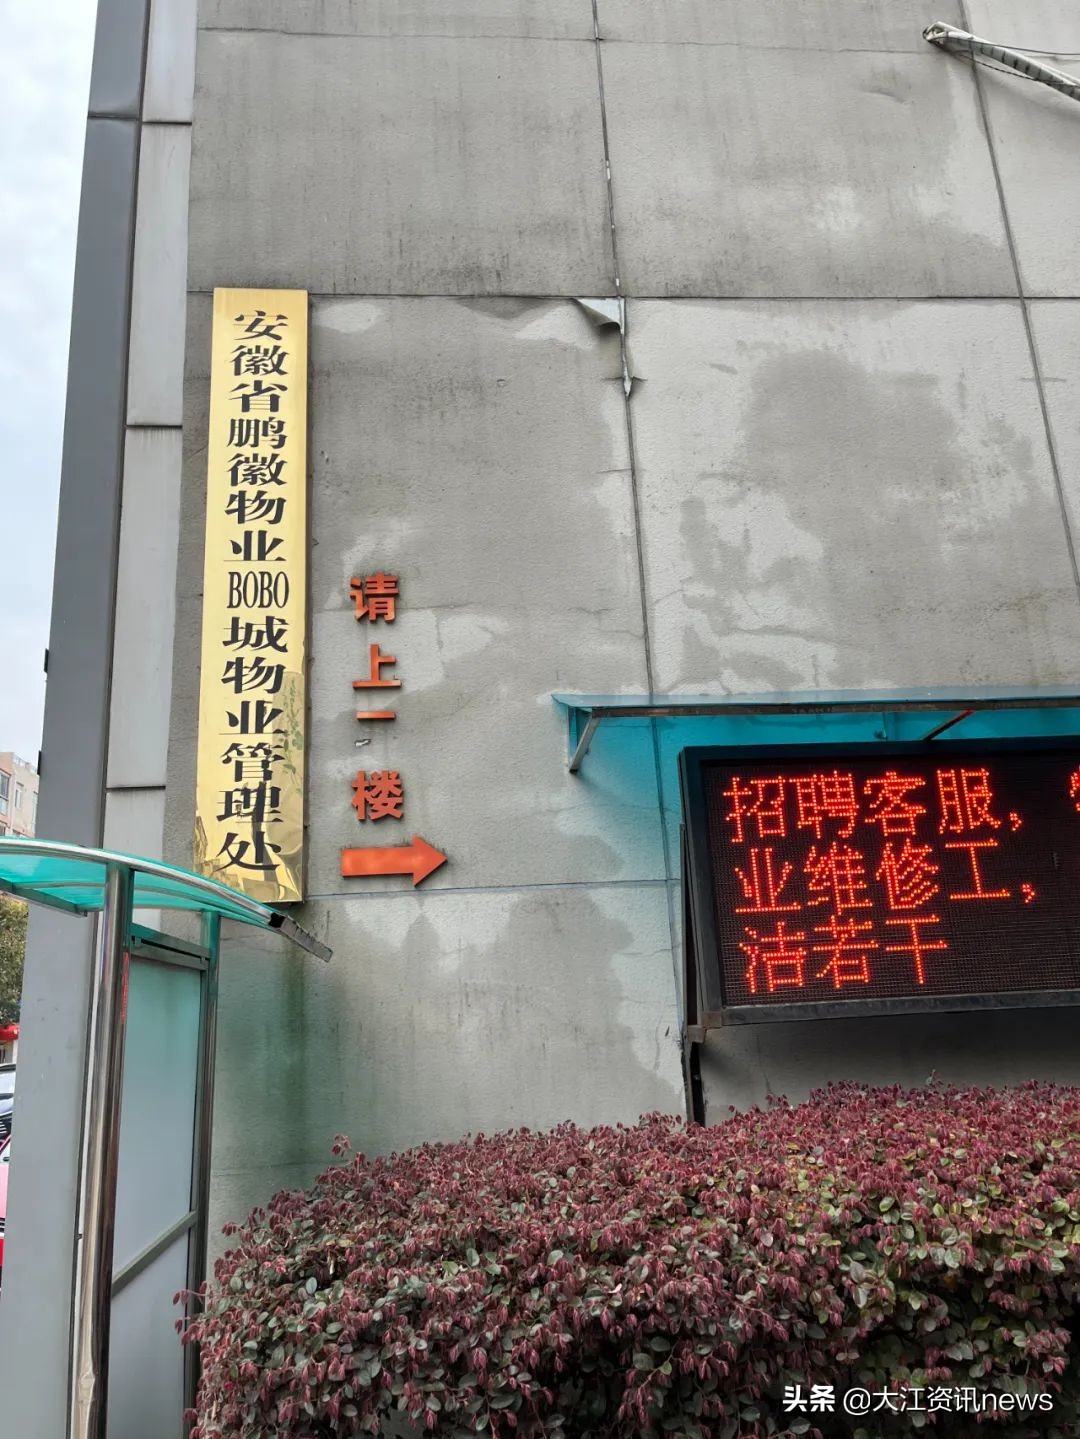 安徽省鹏徽物业BOBO城物业管理处
请上一楼
招聘客服，
业维修工，
洁若干
头条 @大江资讯news